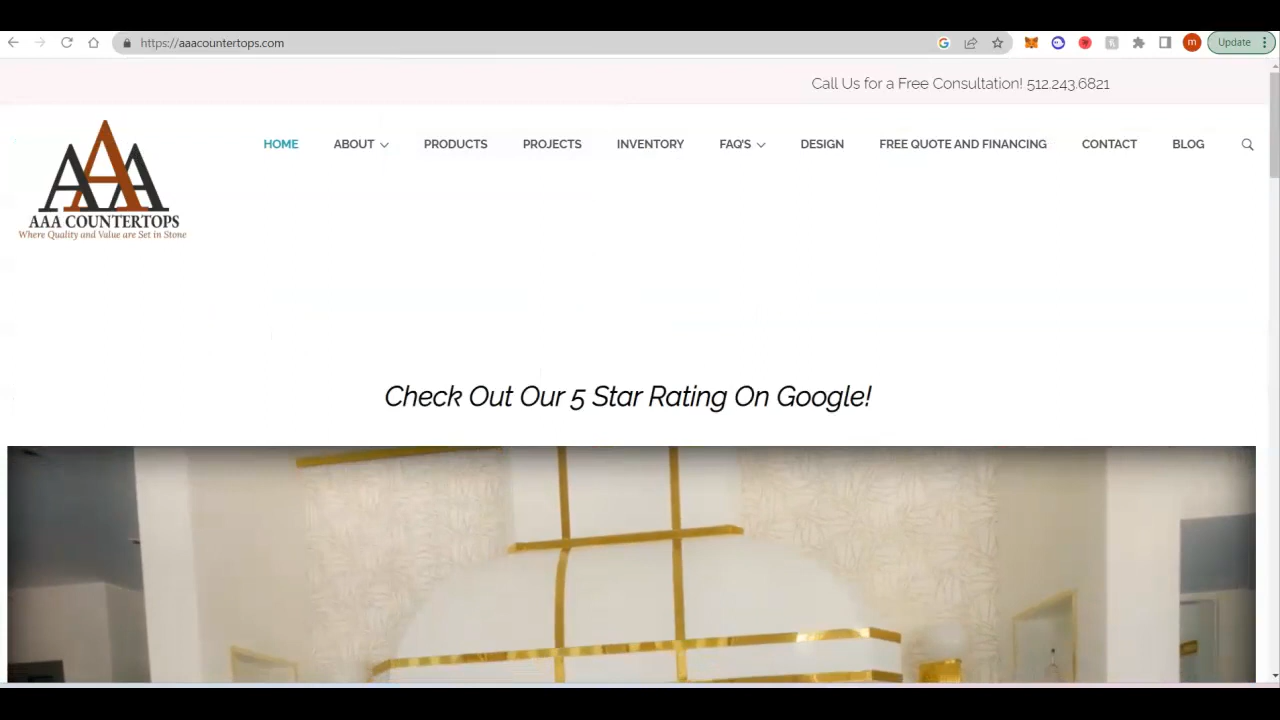 https://aaacountertops.com
m
Update
Call Us for a Free Consultation! 512.243.6821
AAA
AAA COUNTERTOPS
Where Quality and Value are Set in Stone
HOME ABOUT PRODUCTS PROJECTS INVENTORY FAQ'S DESIGN FREE QUOTE AND FINANCING CONTACT BLOG
Check Out Our 5 Star Rating On Google!